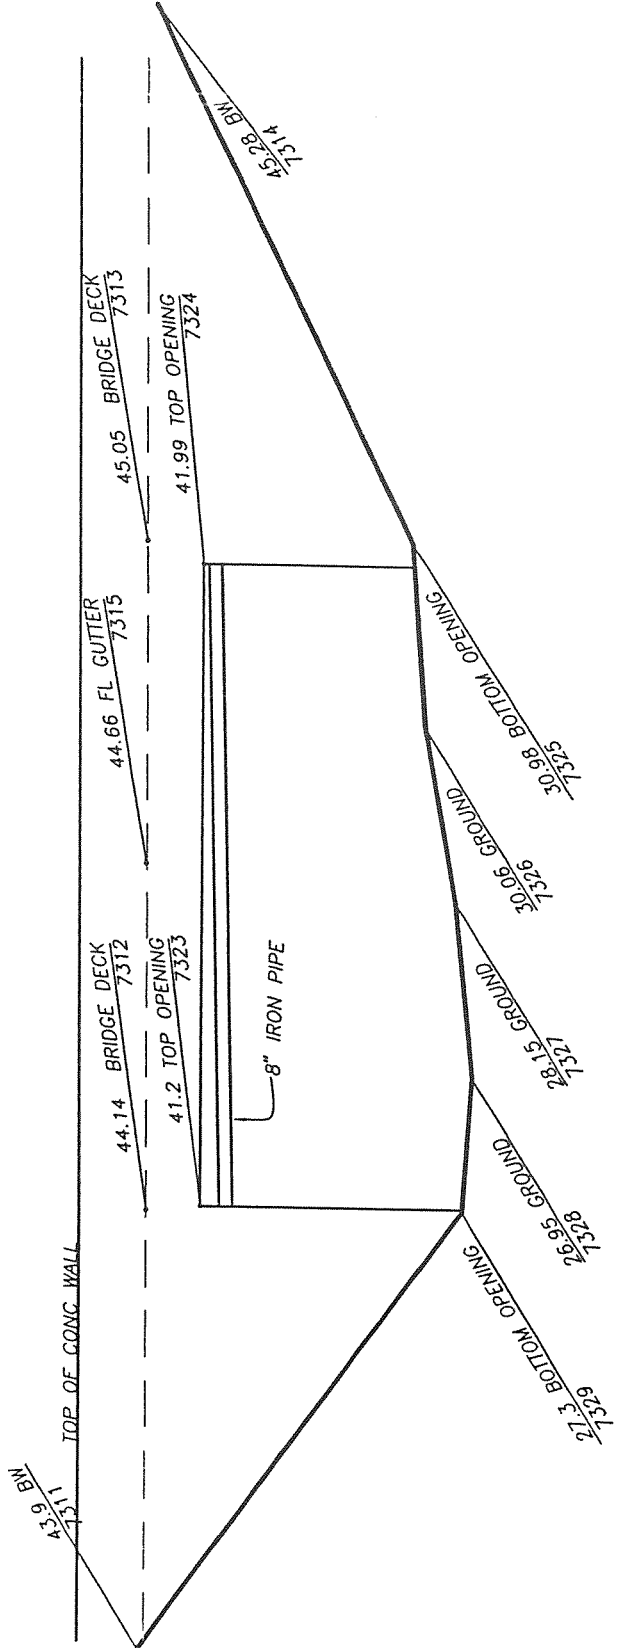 TOP OF CONC WALL
43.9 BW
7311
44.14 BRIDGE DECK
7312
44.66 FL GUTTER
7315
45.05 BRIDGE DECK
7313
41.2 TOP OPENING
7323
41.99 TOP OPENING
7324
45.28 BW
7314
8" IRON PIPE
27.3 BOTTOM OPENING
7329
26.95 GROUND
7328
28.15 GROUND
7327
30.06 GROUND
7326
30.98 BOTTOM OPENING
7325